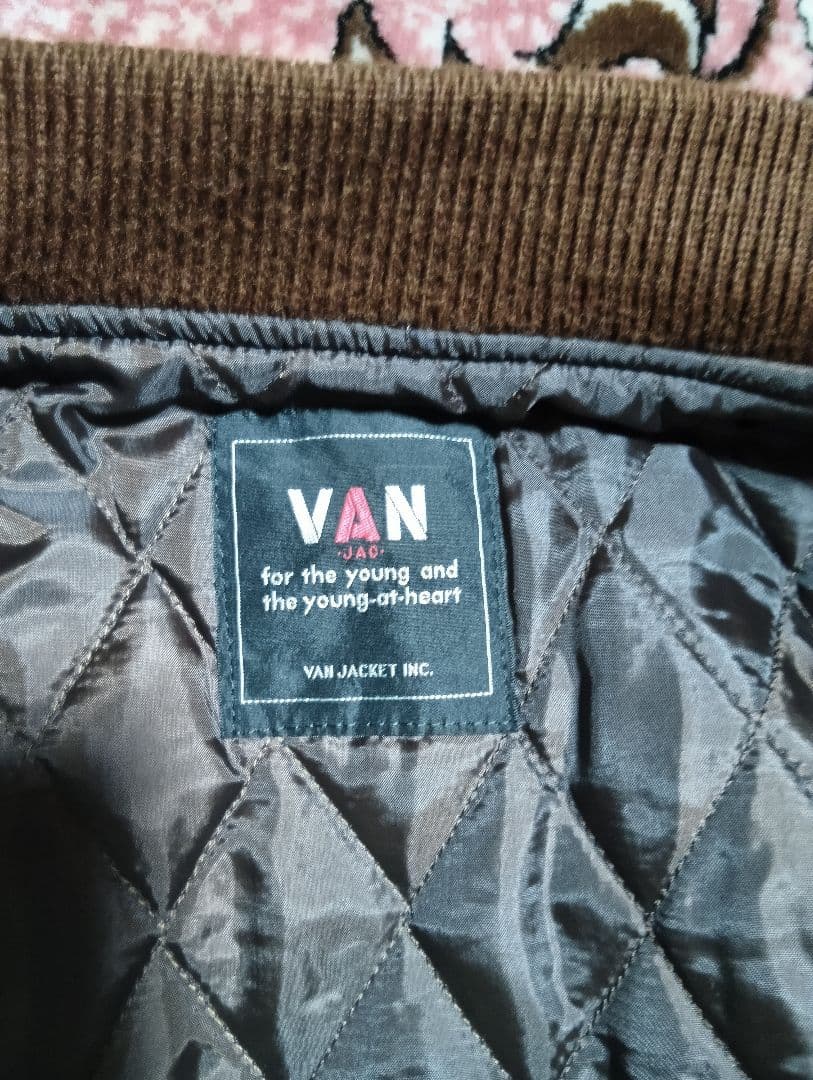 VAN
·JAC·
for the young and
the young-at-heart
VAN JACKET INC.